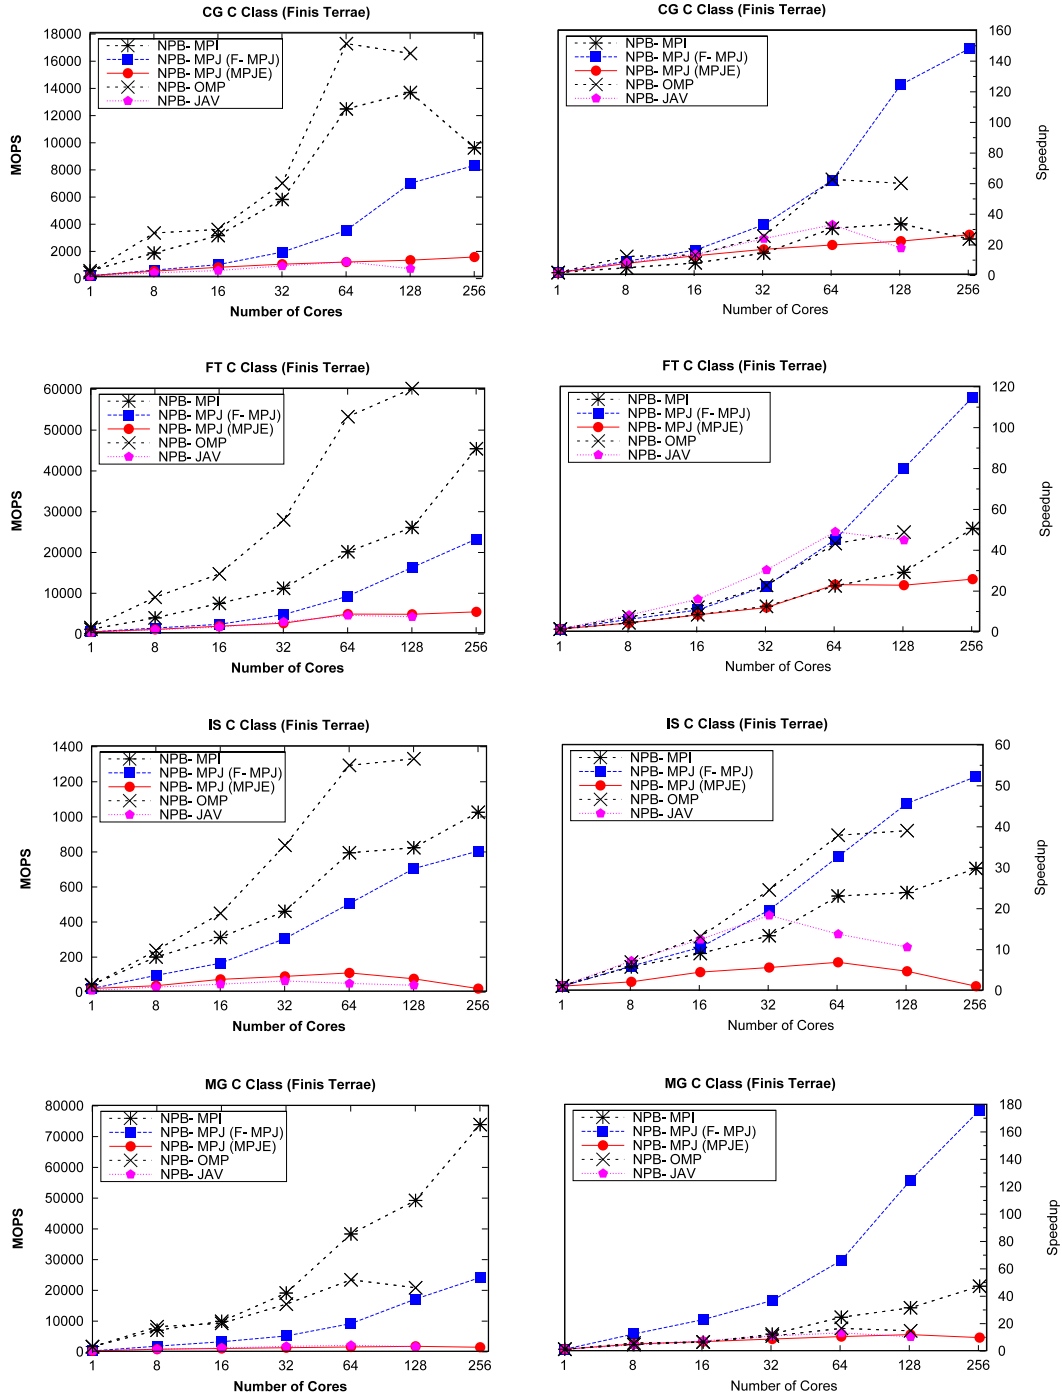 CG C Class (Finis Terrae)
18000
16000
14000
12000
10000
8000
6000
4000
2000
0
MOPS
NPB- MPI
NPB- MPJ (F- MPJ)
NPB- MPJ (MPJE)
NPB- OMP
NPB- JAV
1 8 16 32 64 128 256
Number of Cores
CG C Class (Finis Terrae)
NPB- MPI
NPB- MPJ (F- MPJ)
NPB- MPJ (MPJE)
NPB- OMP
NPB- JAV
160
140
120
100
80
60
40
20
0
Speedup
1 8 16 32 64 128 256
Number of Cores
FT C Class (Finis Terrae)
60000
50000
40000
30000
20000
10000
0
MOPS
NPB- MPI
NPB- MPJ (F- MPJ)
NPB- MPJ (MPJE)
NPB- OMP
NPB- JAV
1 8 16 32 64 128 256
Number of Cores
FT C Class (Finis Terrae)
NPB- MPI
NPB- MPJ (F- MPJ)
NPB- MPJ (MPJE)
NPB- OMP
NPB- JAV
120
100
80
60
40
20
0
Speedup
1 8 16 32 64 128 256
Number of Cores
IS C Class (Finis Terrae)
1400
1200
1000
800
600
400
200
0
MOPS
NPB- MPI
NPB- MPJ (F- MPJ)
NPB- MPJ (MPJE)
NPB- OMP
NPB- JAV
1 8 16 32 64 128 256
Number of Cores
IS C Class (Finis Terrae)
NPB- MPI
NPB- MPJ (F- MPJ)
NPB- MPJ (MPJE)
NPB- OMP
NPB- JAV
60
50
40
30
20
10
0
Speedup
1 8 16 32 64 128 256
Number of Cores
MG C Class (Finis Terrae)
80000
70000
60000
50000
40000
30000
20000
10000
0
MOPS
NPB- MPI
NPB- MPJ (F- MPJ)
NPB- MPJ (MPJE)
NPB- OMP
NPB- JAV
1 8 16 32 64 128 256
Number of Cores
MG C Class (Finis Terrae)
NPB- MPI
NPB- MPJ (F- MPJ)
NPB- MPJ (MPJE)
NPB- OMP
NPB- JAV
180
160
140
120
100
80
60
40
20
0
Speedup
1 8 16 32 64 128 256
Number of Cores